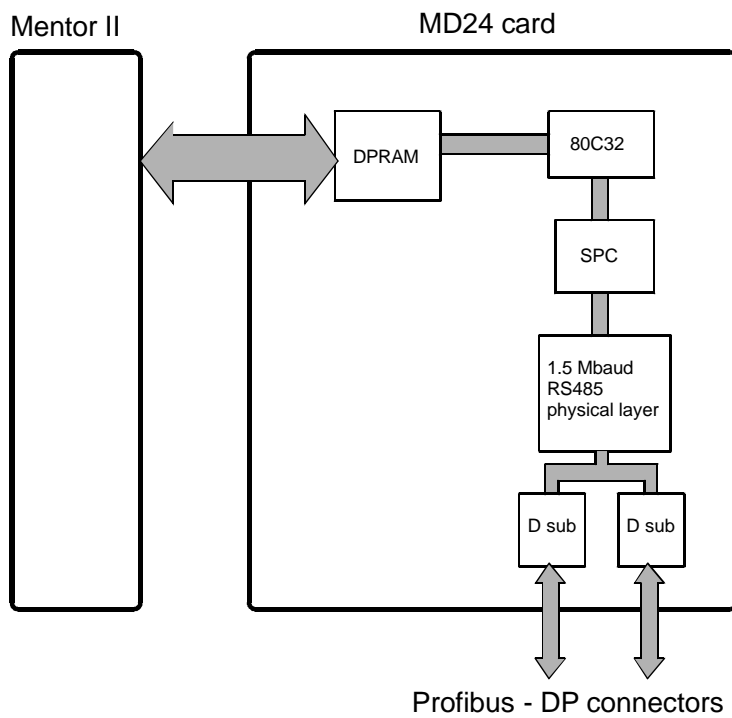 Mentor II
MD24 card
DPRAM
80C32
SPC
1.5 Mbaud
RS485
physical layer
D sub
D sub
Profibus - DP connectors